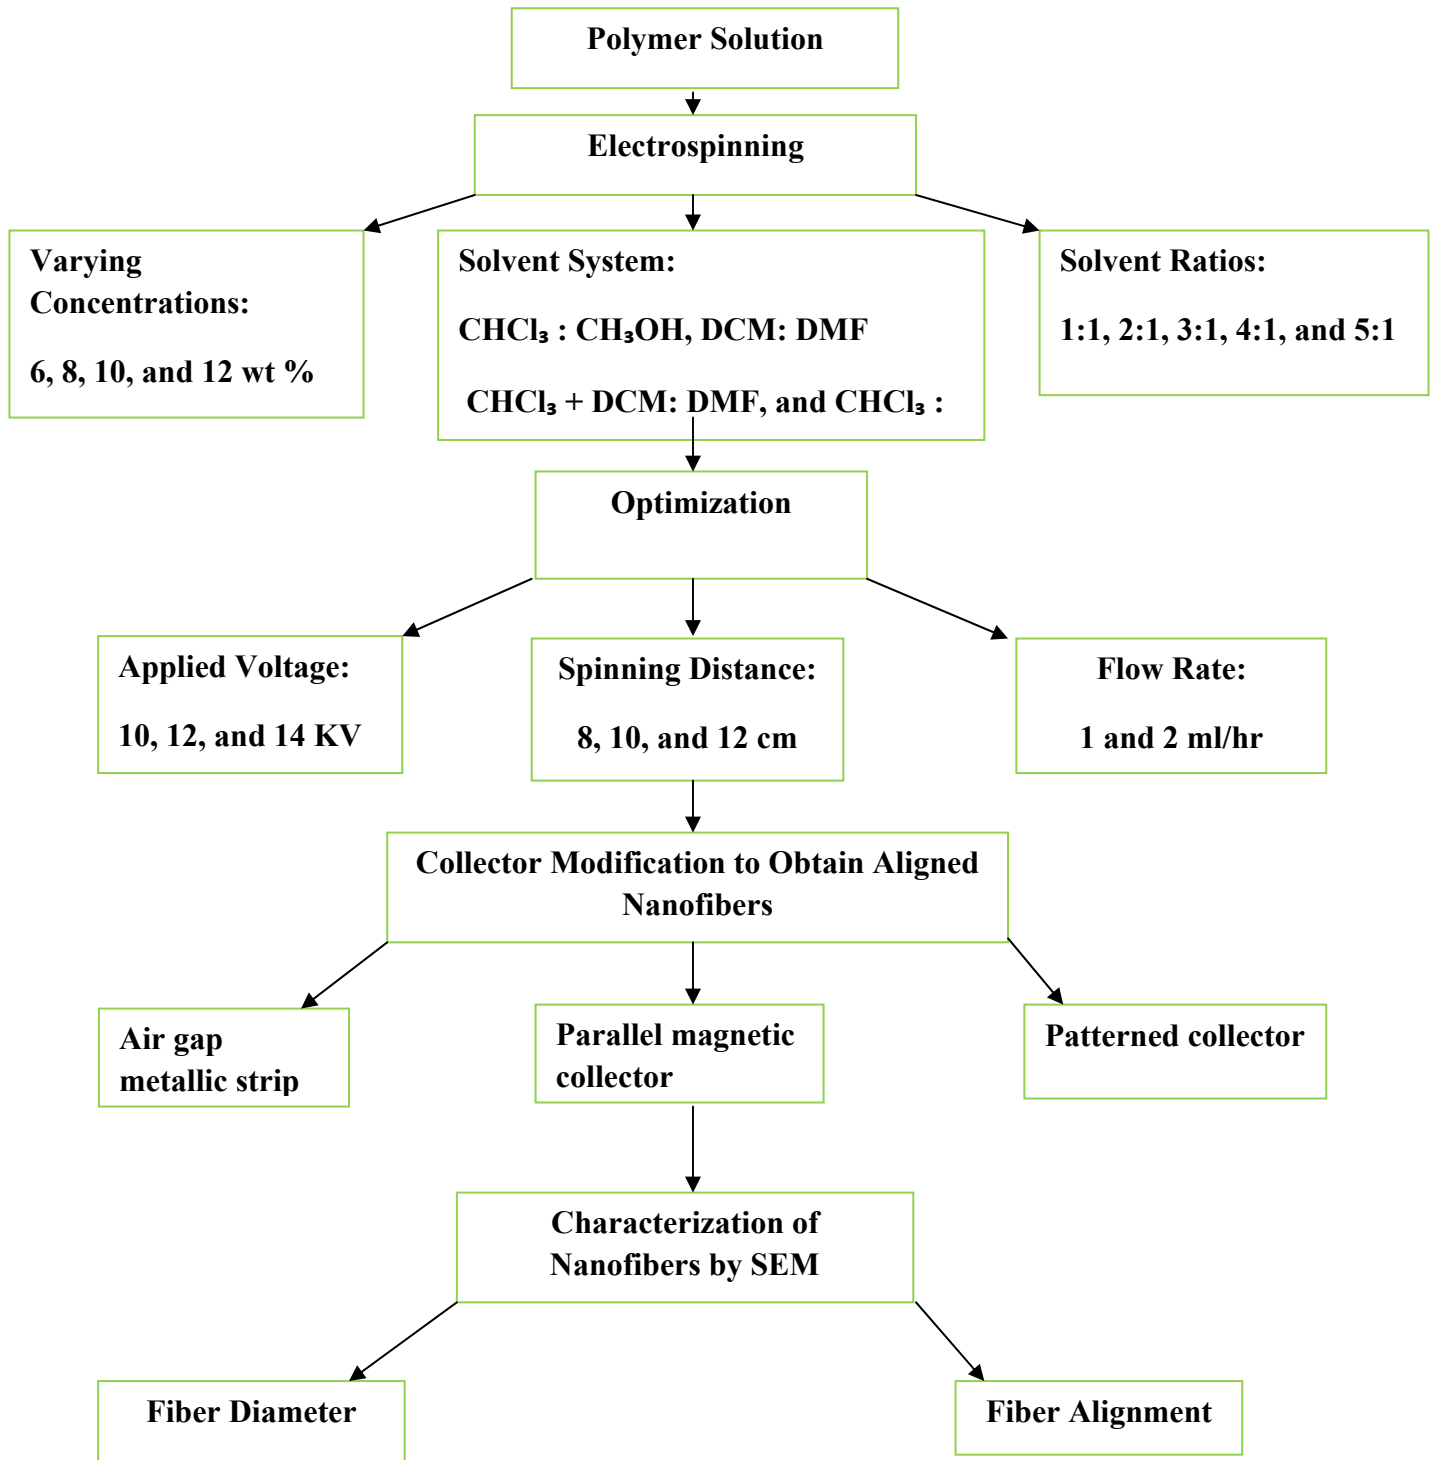 Polymer Solution
Electrospinning
Varying
Concentrations:
6, 8, 10, and 12 wt %
Solvent System:
CHCl₃ : CH₃OH, DCM: DMF
CHCl₃ + DCM: DMF, and CHCl₃ :
Solvent Ratios:
1:1, 2:1, 3:1, 4:1, and 5:1
Optimization
Applied Voltage:
10, 12, and 14 KV
Spinning Distance:
8, 10, and 12 cm
Flow Rate:
1 and 2 ml/hr
Collector Modification to Obtain Aligned
Nanofibers
Air gap
metallic strip
Parallel magnetic
collector
Patterned collector
Characterization of
Nanofibers by SEM
Fiber Diameter
Fiber Alignment